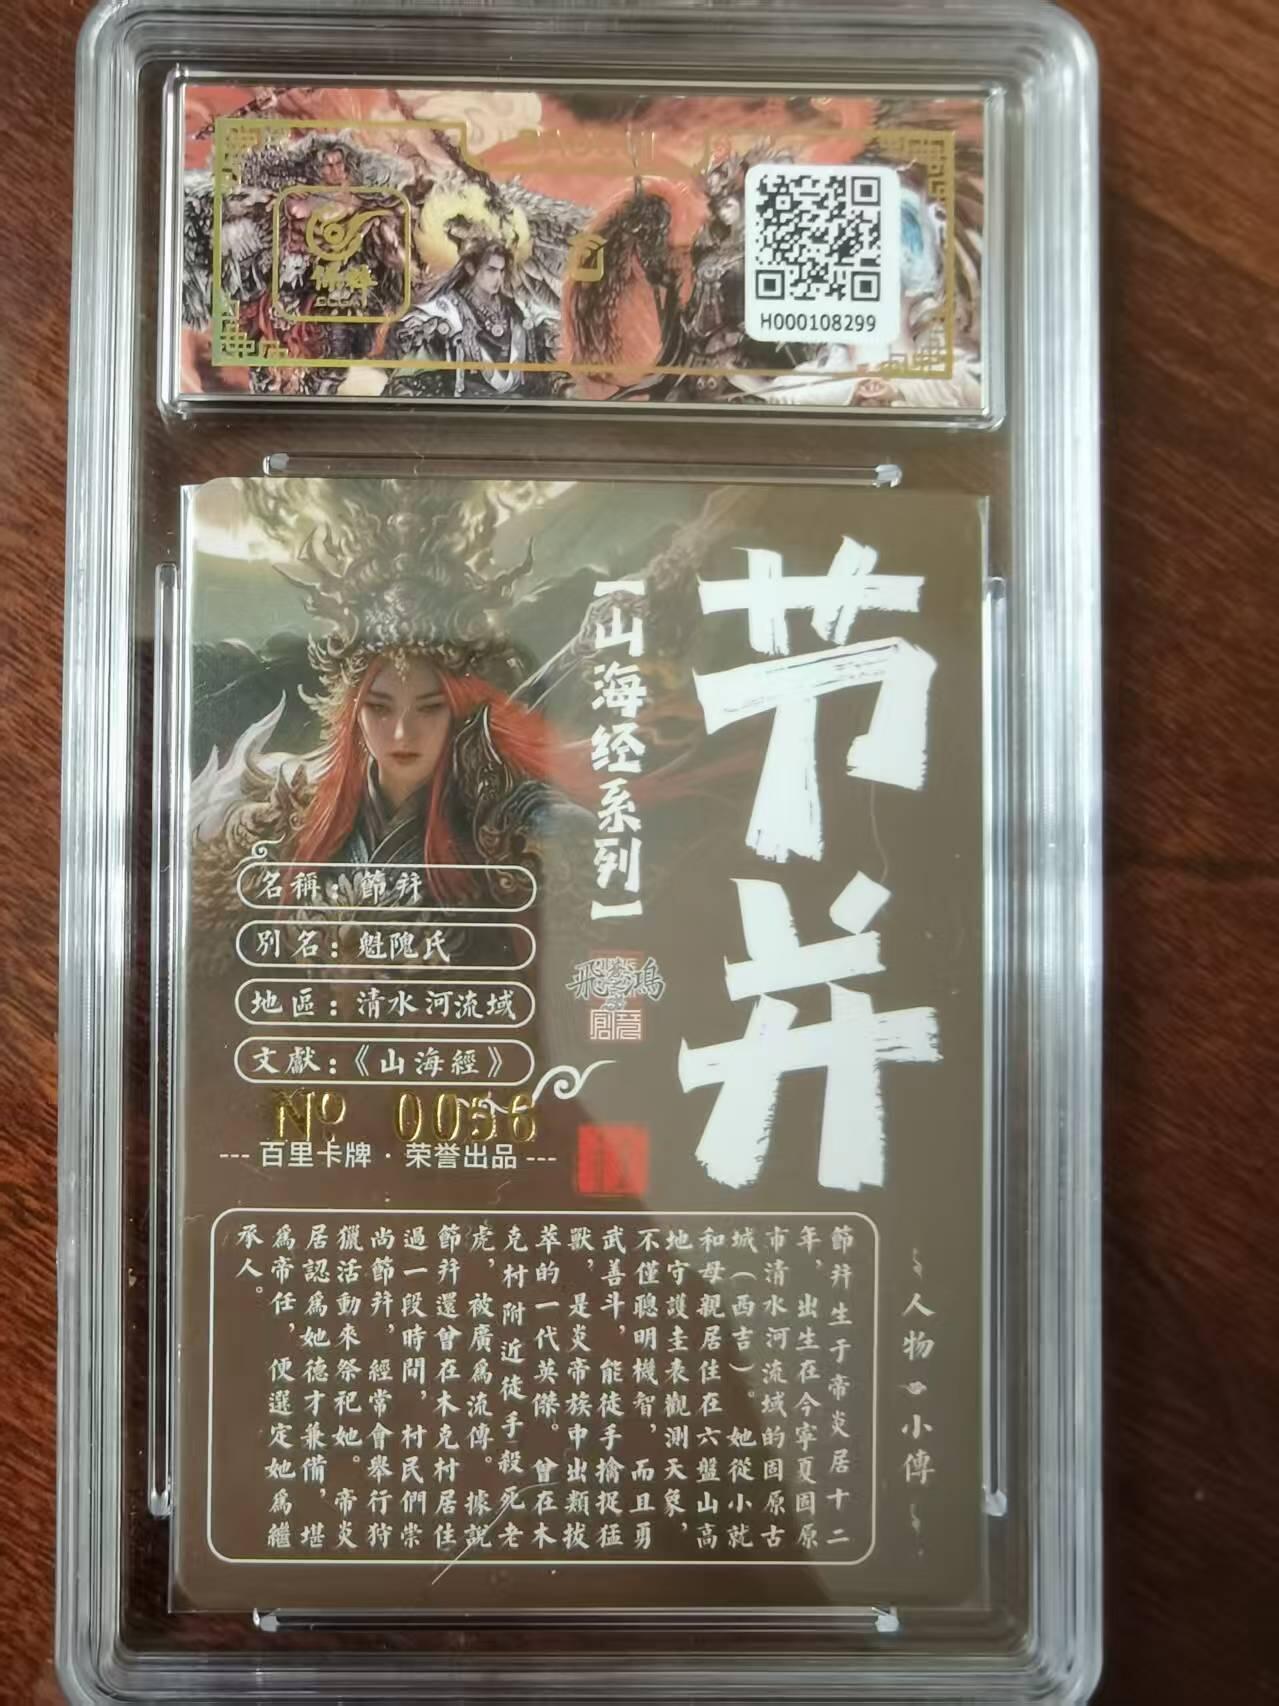 H000108299
节并
【山海经系列】
飛鴻
名稱：節并
別名：魁隗氏
地區：清水河流域
文獻：《山海經》
Nº 0056
--- 百里卡牌 · 荣誉出品 ---
人物小傳
節并生于帝炎居十二
年，出生在今寧夏固原
市清水河流域的固原古
城（西吉）。她從小就
和母親居住在六盤山高
地守護圭表觀測天象，
不僅聰明機智，而且勇
武善斗，能徒手擒捉猛
獸，是炎帝族中出類拔
萃的一代英傑。曾在木
克村附近徒手殺死老
虎，被廣爲流傳。據說
節并還曾在木克村居住
過一段時間，村民們崇
尚節并，經常會舉行狩
獵活動來祭祀她。帝炎
居認爲她德才兼備，堪
爲帝任，便選定她爲繼
承人。